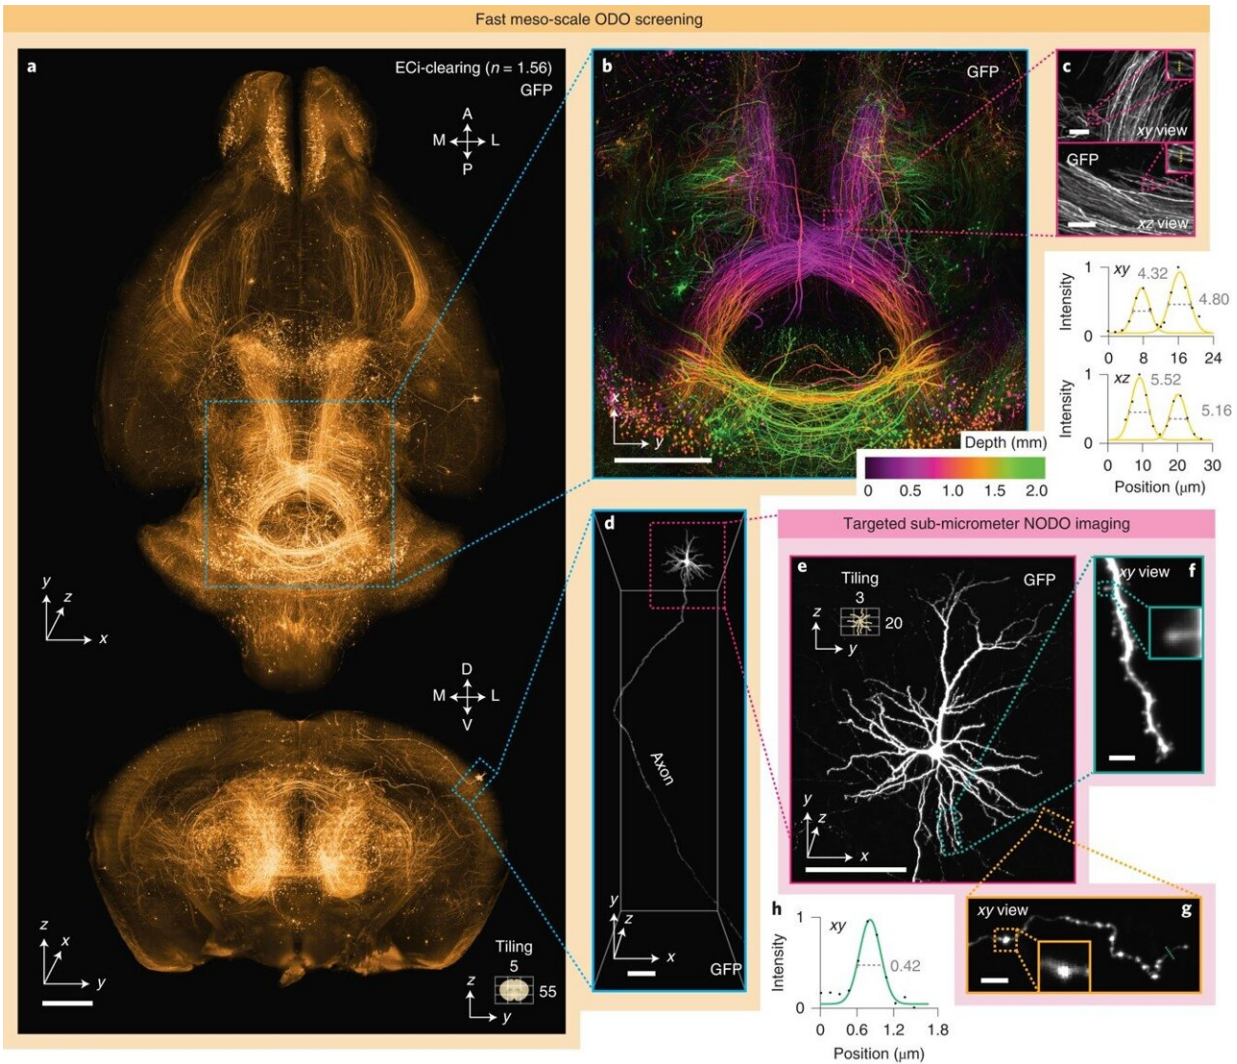 Fast meso-scale ODO screening
a
ECi-clearing (n = 1.56)
GFP
A
M
L
P
y
z
x
D
M
L
V
z
x
y
Tiling
5
55
z
y
b
GFP
x
y
Depth (mm)
0 0.5 1.0 1.5 2.0
c
xy view
GFP
xz view
Intensity
1
0
xy
4.32
4.80
0 8 16 24
Intensity
1
0
xz
5.52
5.16
0 10 20 30
Position (μm)
d
Axon
y
z
x
GFP
Targeted sub-micrometer NODO imaging
e
GFP
Tiling
3
20
z
y
y
z
x
xy view
f
xy view
g
h
Intensity
1
0
xy
0.42
0 0.6 1.2 1.8
Position (μm)